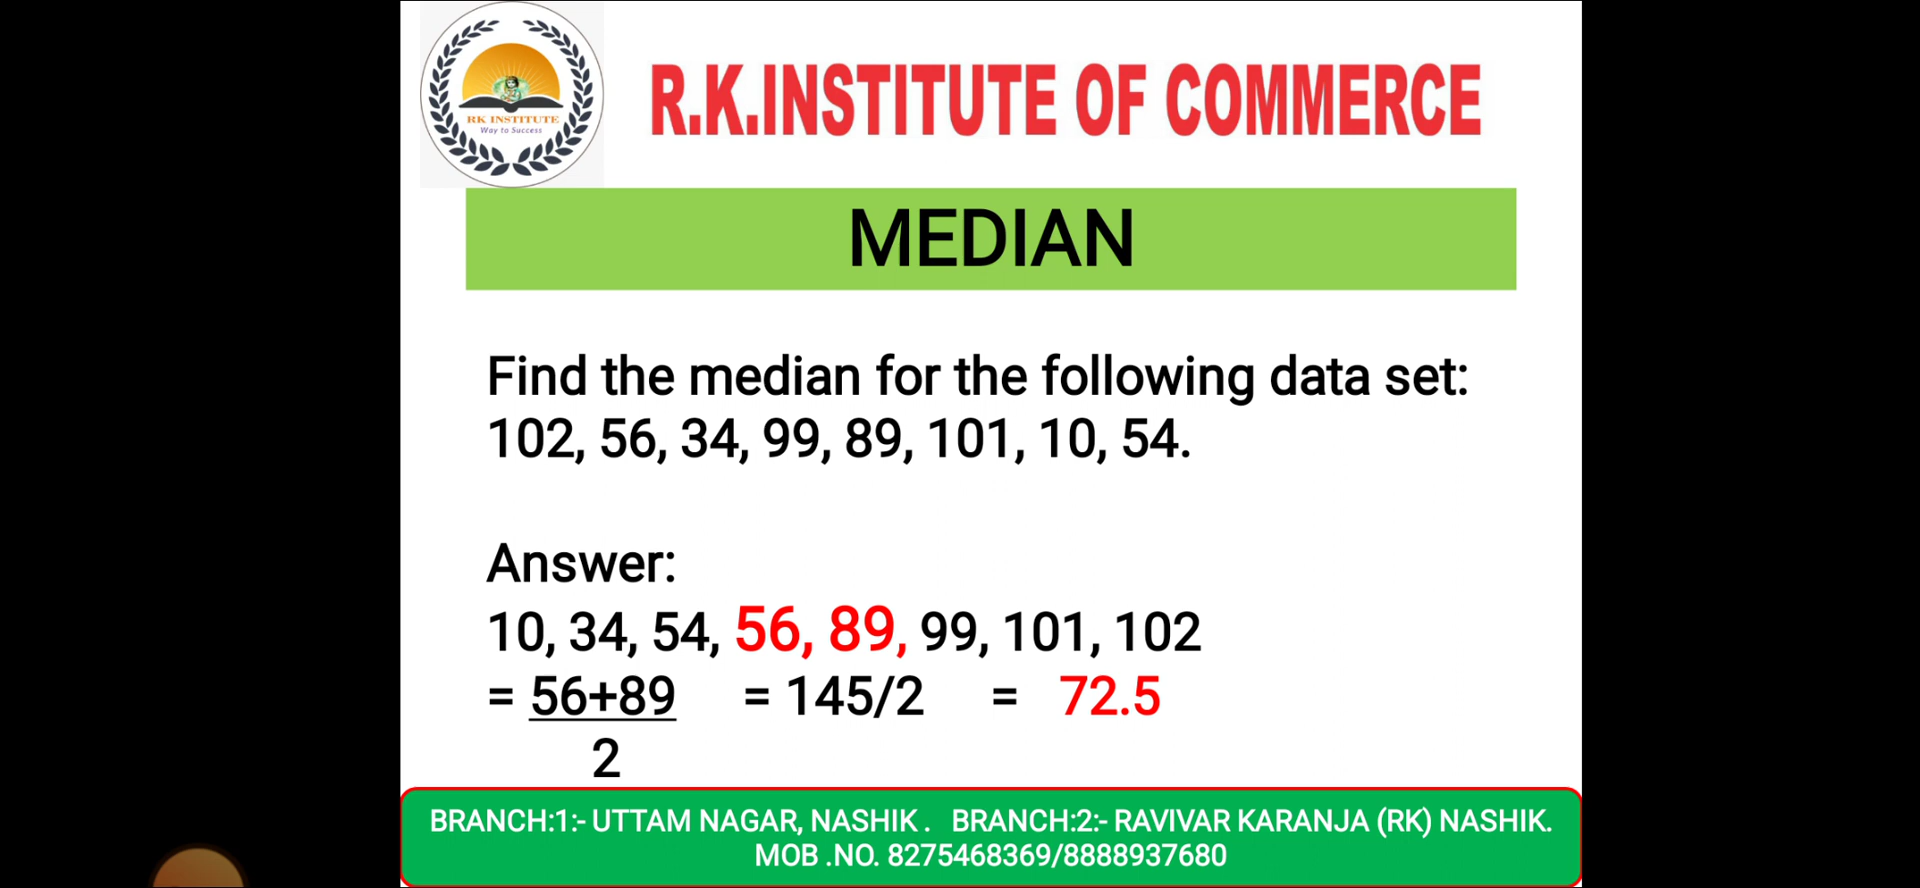 RK INSTITUTE
Way to Success
R.K.INSTITUTE OF COMMERCE
MEDIAN
Find the median for the following data set:
102, 56, 34, 99, 89, 101, 10, 54.
Answer:
10, 34, 54, 56, 89, 99, 101, 102
= 56+89 = 145/2 = 72.5
2
BRANCH:1:- UTTAM NAGAR, NASHIK . BRANCH:2:- RAVIVAR KARANJA (RK) NASHIK.
MOB .NO. 8275468369/8888937680